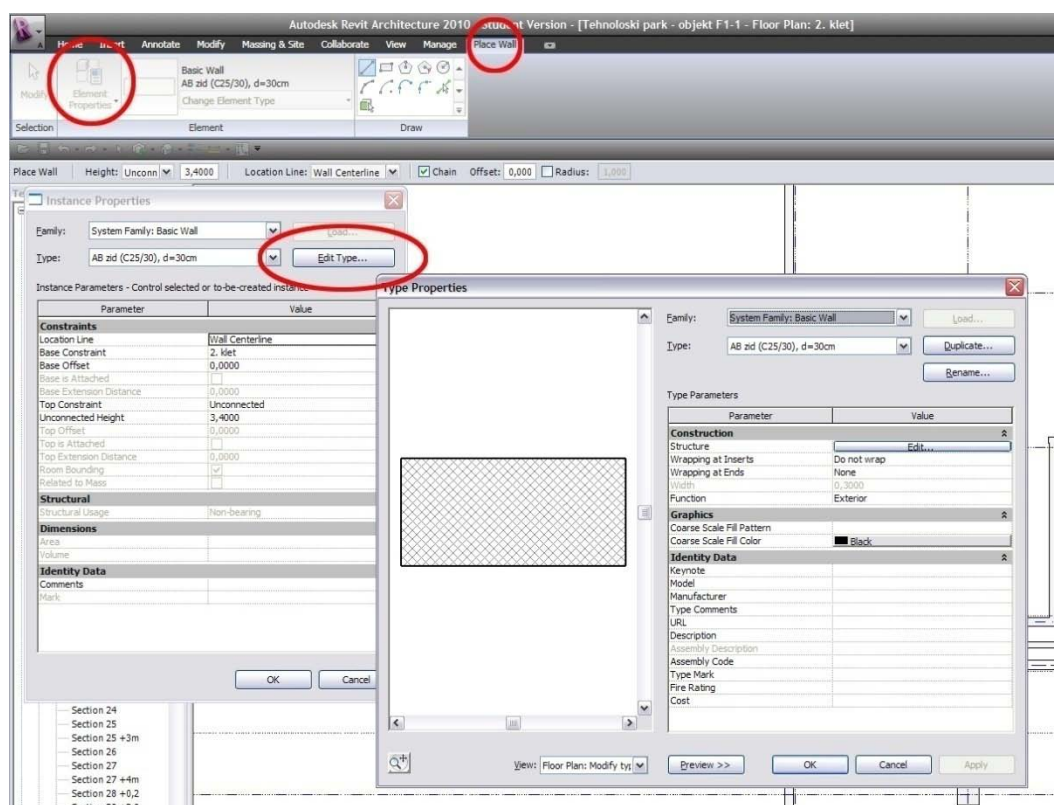 Autodesk Revit Architecture 2010 - Student Version - [Tehnoloski park - objekt F1-1 - Floor Plan: 2. klet]
Home Insert Annotate Modify Massing & Site Collaborate View Manage Place Wall
Modify
Element Properties
Basic Wall
AB zid (C25/30), d=30cm
Change Element Type
Selection Element Draw
Place Wall Height: Unconn 3,4000 Location Line: Wall Centerline Chain Offset: 0,000 Radius: 1,000
Instance Properties
Family: System Family: Basic Wall Load...
Type: AB zid (C25/30), d=30cm Edit Type...
Instance Parameters - Control selected or to-be-created instance
Parameter Value
Constraints
Location Line Wall Centerline
Base Constraint 2. klet
Base Offset 0,0000
Base is Attached
Base Extension Distance 0,0000
Top Constraint Unconnected
Unconnected Height 3,4000
Top Offset 0,0000
Top is Attached
Top Extension Distance 0,0000
Room Bounding
Related to Mass
Structural
Structural Usage Non-bearing
Dimensions
Area
Volume
Identity Data
Comments
Mark
OK Cancel
Section 24
Section 25
Section 25 +3m
Section 26
Section 27
Section 27 +4m
Section 28 +0,2
Type Properties
Family: System Family: Basic Wall Load...
Type: AB zid (C25/30), d=30cm Duplicate...
Rename...
Type Parameters
Parameter Value
Construction
Structure Edit...
Wrapping at Inserts Do not wrap
Wrapping at Ends None
Width 0,3000
Function Exterior
Graphics
Coarse Scale Fill Pattern
Coarse Scale Fill Color Black
Identity Data
Keynote
Model
Manufacturer
Type Comments
URL
Description
Assembly Description
Assembly Code
Type Mark
Fire Rating
Cost
View: Floor Plan: Modify typ Preview >> OK Cancel Apply